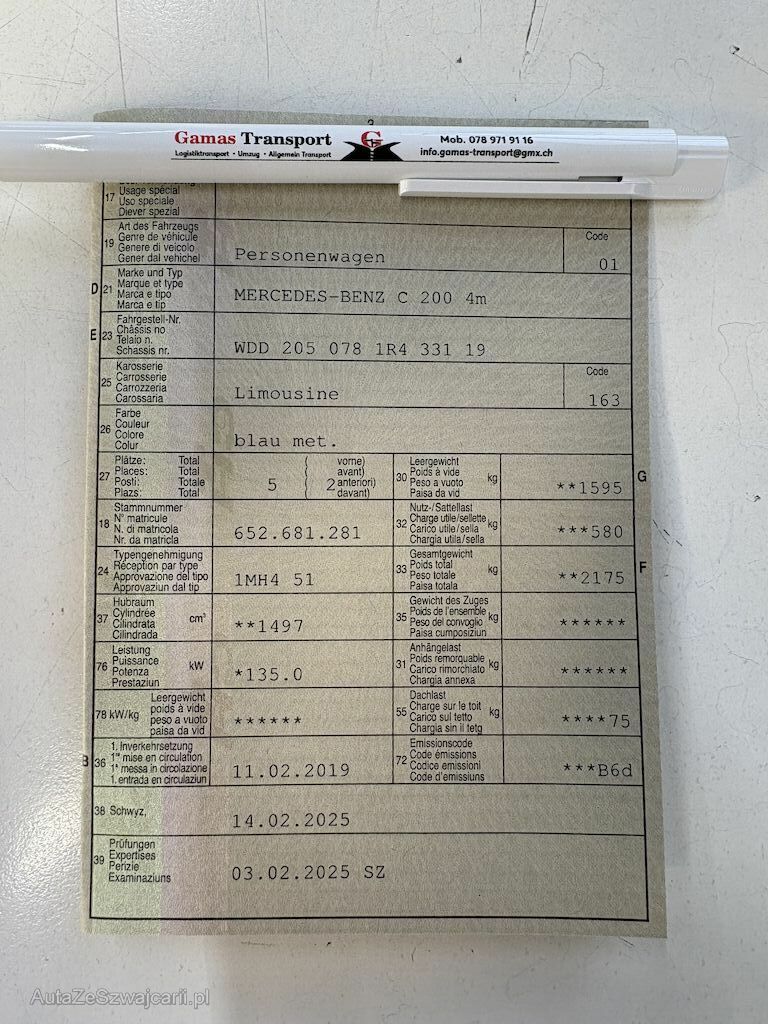 Gamas Transport
Logistiktransport • Umzug • Allgemein Transport
G
Mob. 078 971 91 16
info.gamas-transport@gmx.ch
17 Usage spécial
Uso speciale
Diever spezial
19 Art des Fahrzeugs
Genre de véhicule
Genere di veicolo
Gener dal vehichel
Personenwagen
Code
01
D 21 Marke und Typ
Marque et type
Marca e tipo
Marca e tip
MERCEDES-BENZ C 200 4m
E 23 Fahrgestell-Nr.
Châssis no
Telaio n.
Schassis nr.
WDD 205 078 1R4 331 19
25 Karosserie
Carrosserie
Carrozzeria
Carossaria
Limousine
Code
163
26 Farbe
Couleur
Colore
Colur
blau met.
27 Plätze: Total
Places: Total
Posti: Totale
Plazs: Total
5 ( vorne)
( avant)
2 anteriori)
( davant)
30 Leergewicht
Poids à vide
Peso a vuoto
Paisa da vid
kg
**1595
G
18 Stammnummer
N° matricule
N. di matricola
Nr. da matricla
652.681.281
32 Nutz-/Sattellast
Charge utile/sellette
Carico utile/sella
Chargia utila/sella
kg
***580
24 Typengenehmigung
Réception par type
Approvazione del tipo
Approvaziun dal tip
1MH4 51
33 Gesamtgewicht
Poids total
Peso totale
Paisa totala
kg
**2175
F
37 Hubraum
Cylindrée
Cilindrata
Cilindrada
cm³
**1497
35 Gewicht des Zuges
Poids de l'ensemble
Peso del convoglio
Paisa cumposiziun
kg
******
76 Leistung
Puissance
Potenza
Prestaziun
kW
*135.0
31 Anhängelast
Poids remorquable
Carico rimorchiato
Chargia annexa
kg
******
78 kW/kg Leergewicht
poids à vide
peso a vuoto
paisa da vid
******
55 Dachlast
Charge sur le toit
Carico sul tetto
Chargia sin il tetg
kg
****75
B 36 1. Inverkehrsetzung
1re mise en circulation
1a messa in circolazione
1. entrada en circulaziun
11.02.2019
72 Emissionscode
Code émissions
Codice emissioni
Code d'emissiuns
***B6d
38 Schwyz,
14.02.2025
39 Prüfungen
Expertises
Perizie
Examinaziuns
03.02.2025 SZ
AutaZeSzwajcarii.pl